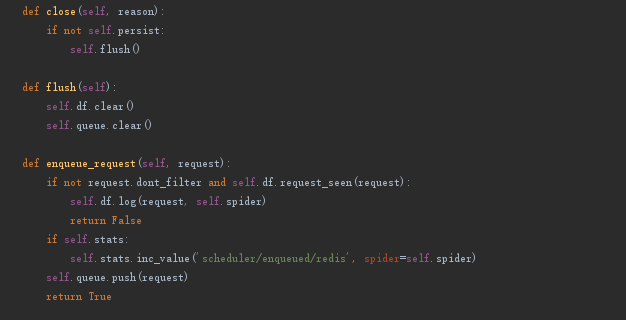 def close(self, reason):
    if not self.persist:
        self.flush()

def flush(self):
    self.df.clear()
    self.queue.clear()

def enqueue_request(self, request):
    if not request.dont_filter and self.df.request_seen(request):
        self.df.log(request, self.spider)
        return False
    if self.stats:
        self.stats.inc_value('scheduler/enqueued/redis', spider=self.spider)
    self.queue.push(request)
    return True